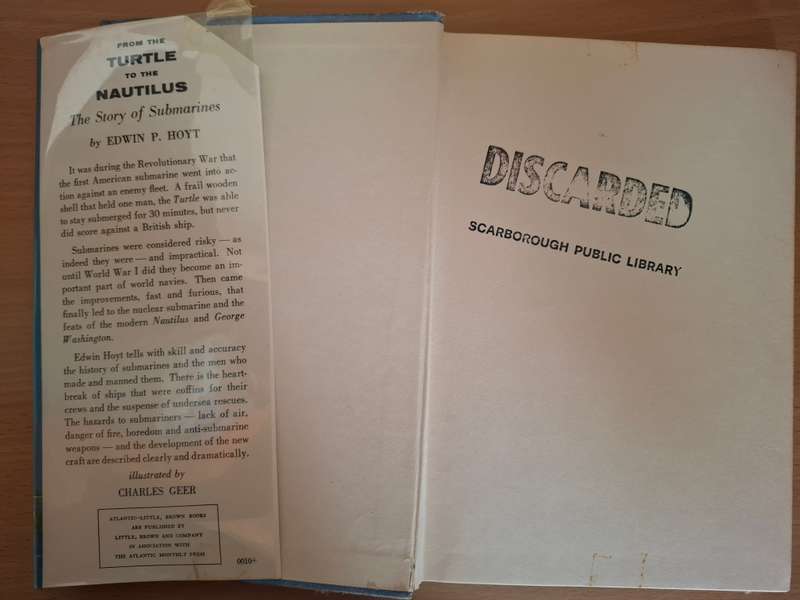 FROM THE
TURTLE
TO THE
NAUTILUS
The Story of Submarines
by EDWIN P. HOYT
It was during the Revolutionary War that
the first American submarine went into ac-
tion against an enemy fleet. A frail wooden
shell that held one man, the Turtle was able
to stay submerged for 30 minutes, but never
did score against a British ship.
Submarines were considered risky — as
indeed they were — and impractical. Not
until World War I did they become an im-
portant part of world navies. Then came
the improvements, fast and furious, that
finally led to the nuclear submarine and the
feats of the modern Nautilus and George
Washington.
Edwin Hoyt tells with skill and accuracy
the history of submarines and the men who
made and manned them. There is the heart-
break of ships that were coffins for their
crews and the suspense of undersea rescues.
The hazards to submariners — lack of air,
danger of fire, boredom and anti-submarine
weapons — and the development of the new
craft are described clearly and dramatically.
illustrated by
CHARLES GEER
ATLANTIC–LITTLE, BROWN BOOKS
ARE PUBLISHED BY
LITTLE, BROWN AND COMPANY
IN ASSOCIATION WITH
THE ATLANTIC MONTHLY PRESS
0010+
DISCARDED
SCARBOROUGH PUBLIC LIBRARY